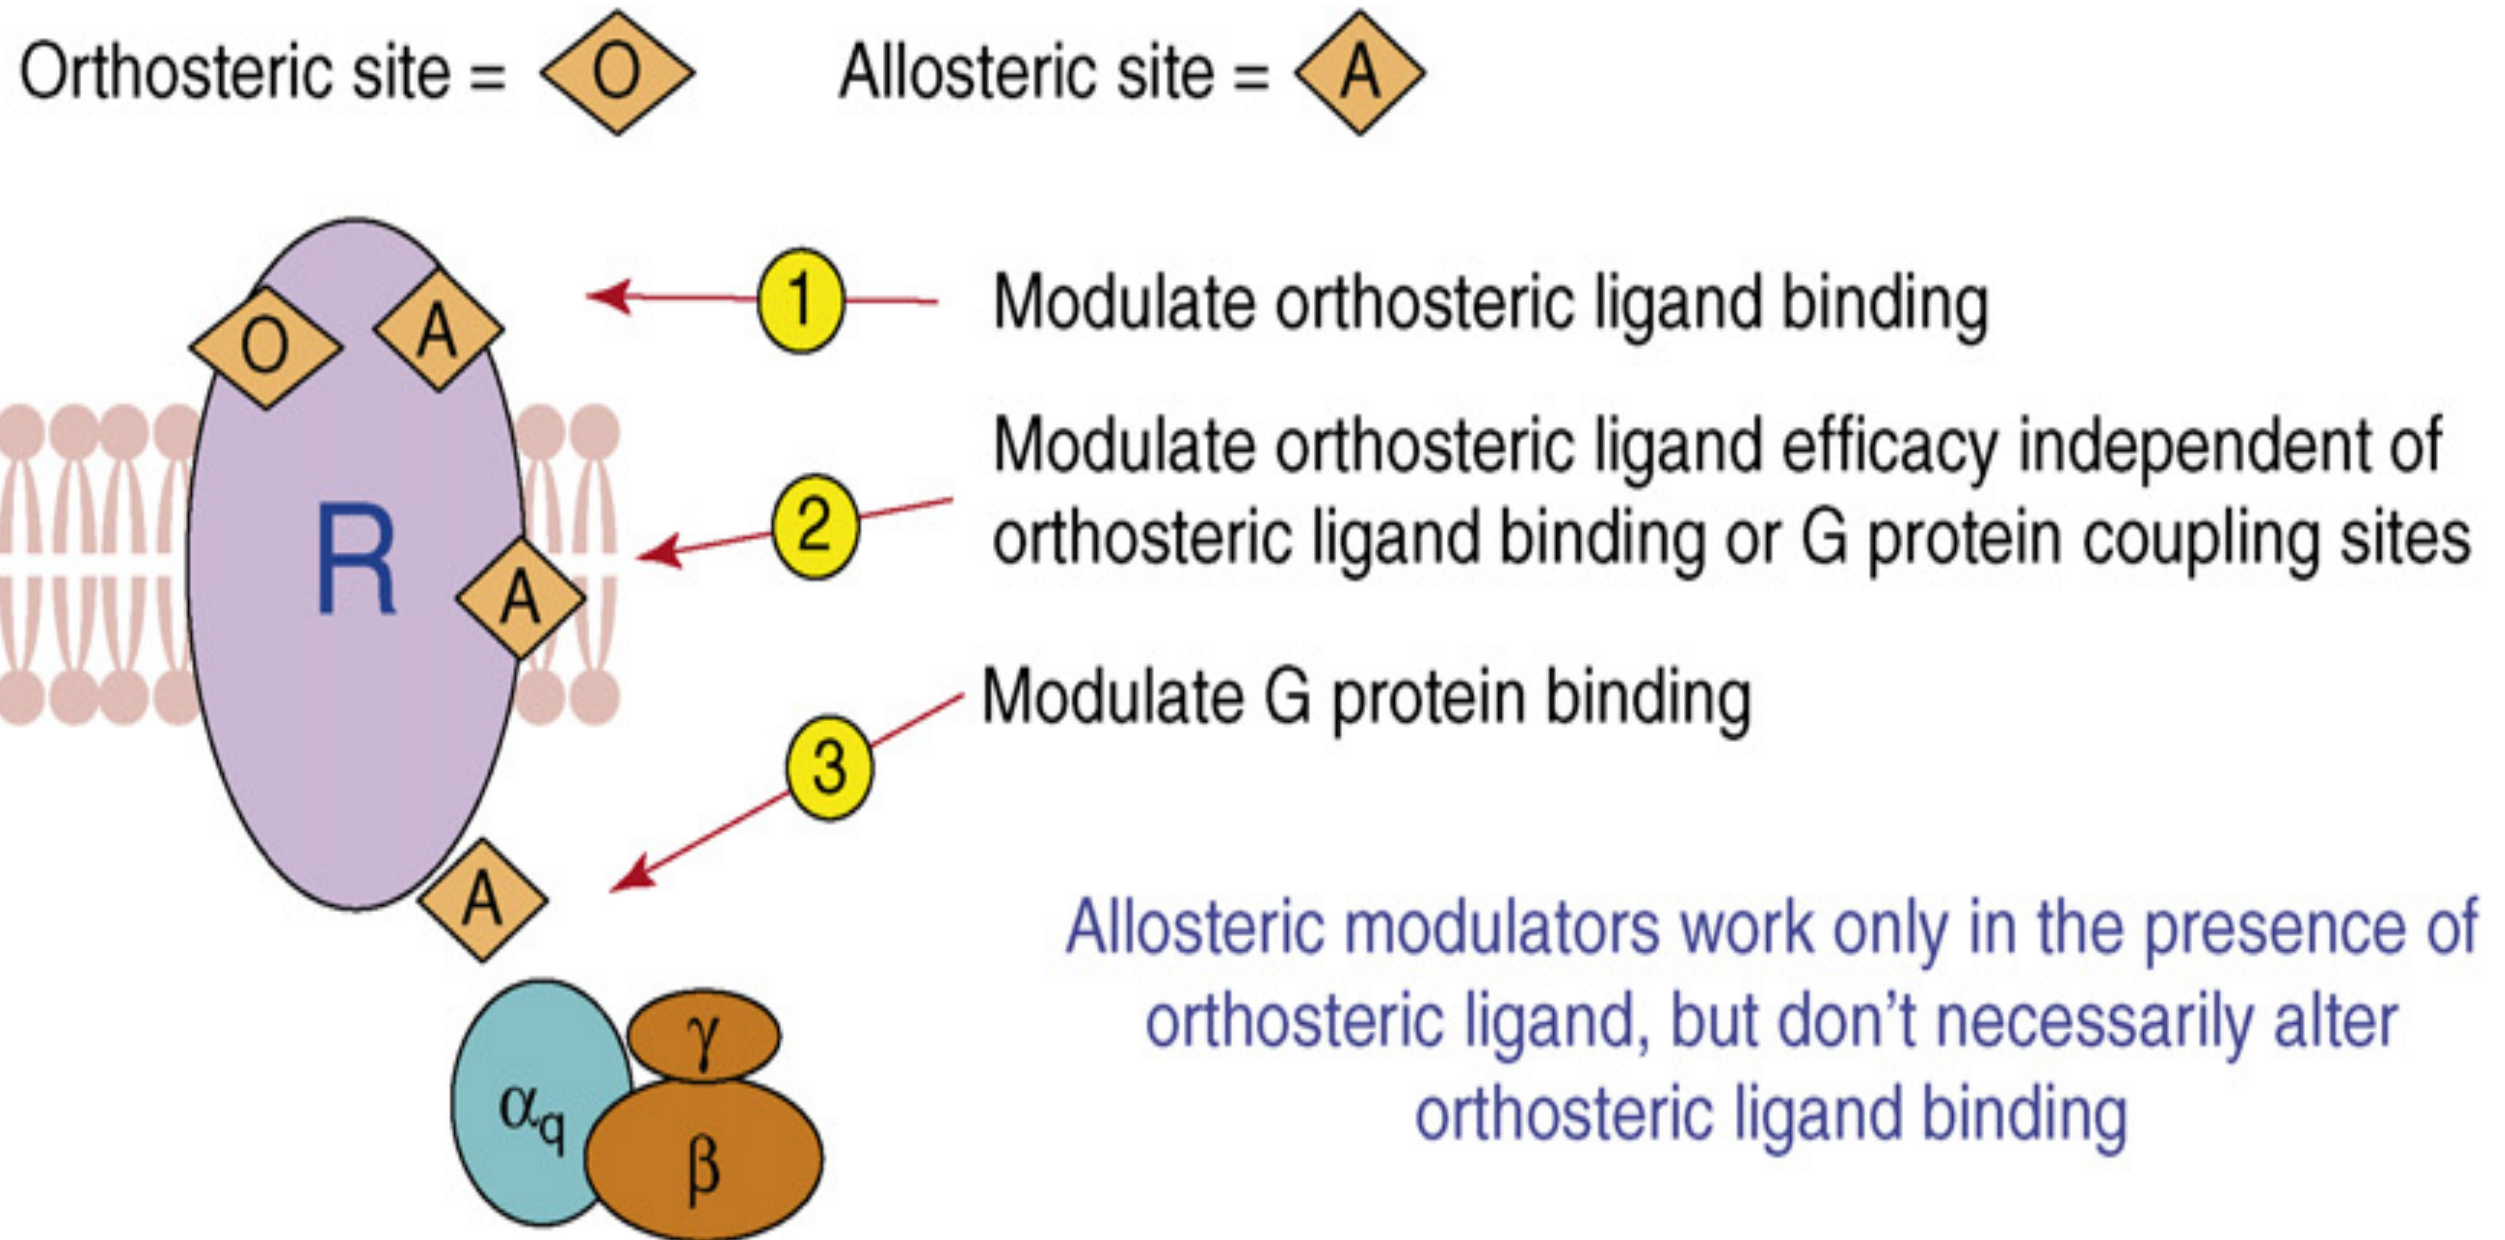 Orthosteric site = O
Allosteric site = A
O
A
1
Modulate orthosteric ligand binding
R
A
2
Modulate orthosteric ligand efficacy independent of
orthosteric ligand binding or G protein coupling sites
3
Modulate G protein binding
A
αq
γ
β
Allosteric modulators work only in the presence of
orthosteric ligand, but don’t necessarily alter
orthosteric ligand binding